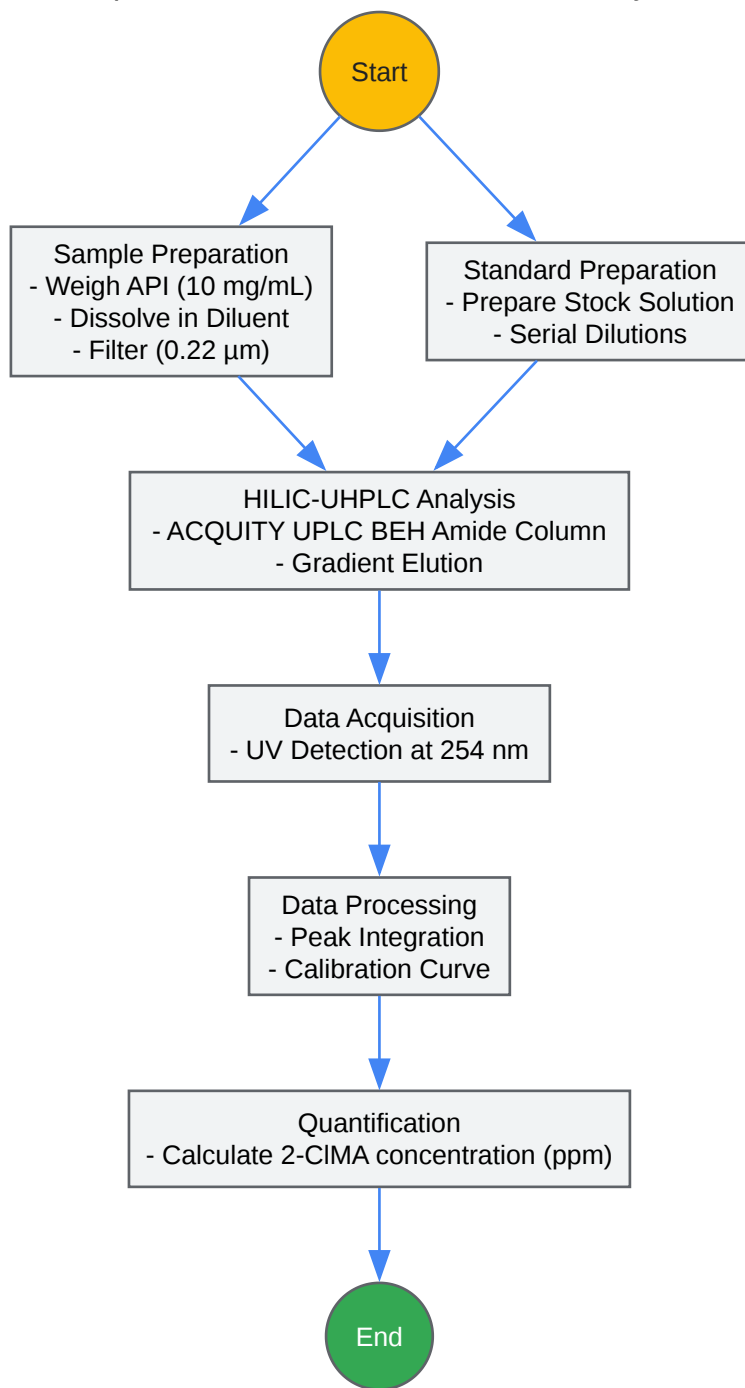 Start
Sample Preparation
- Weigh API (10 mg/mL)
- Dissolve in Diluent
- Filter (0.22 µm)
Standard Preparation
- Prepare Stock Solution
- Serial Dilutions
HILIC-UHPLC Analysis
- ACQUITY UPLC BEH Amide Column
- Gradient Elution
Data Acquisition
- UV Detection at 254 nm
Data Processing
- Peak Integration
- Calibration Curve
Quantification
- Calculate 2-ClMA concentration (ppm)
End